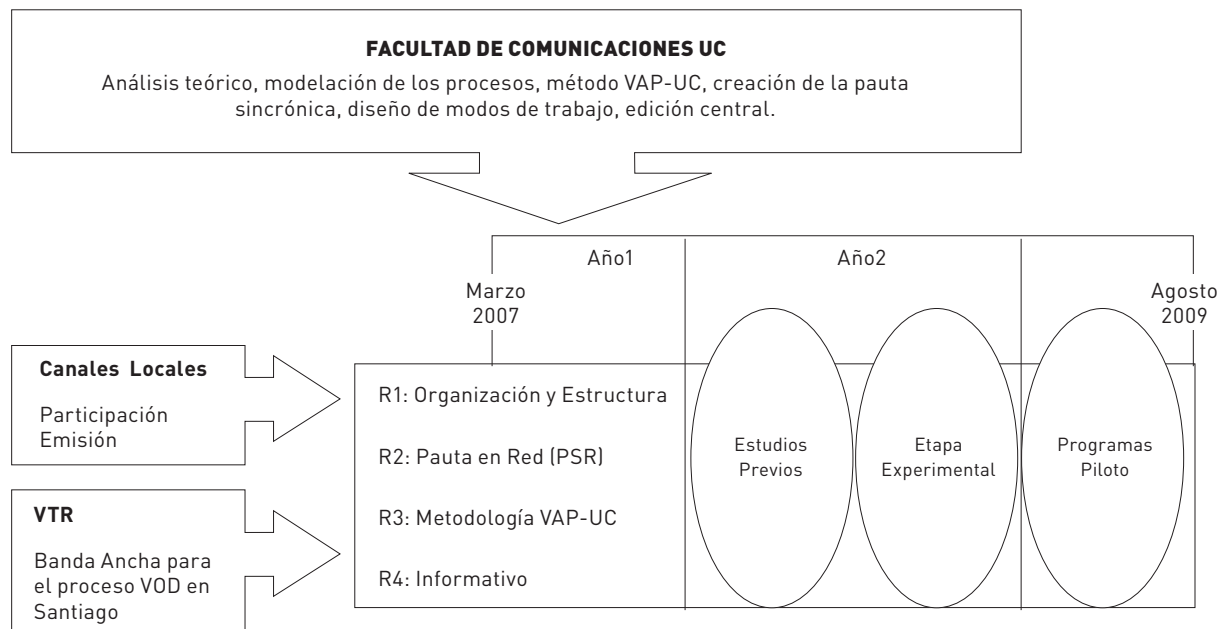 FACULTAD DE COMUNICACIONES UC
Análisis teórico, modelación de los procesos, método VAP-UC, creación de la pauta
sincrónica, diseño de modos de trabajo, edición central.
Año1
Año2
Marzo
2007
Agosto
2009
Canales Locales
Participación
Emisión
VTR
Banda Ancha para
el proceso VOD en
Santiago
R1: Organización y Estructura
R2: Pauta en Red (PSR)
R3: Metodología VAP-UC
R4: Informativo
Estudios
Previos
Etapa
Experimental
Programas
Piloto